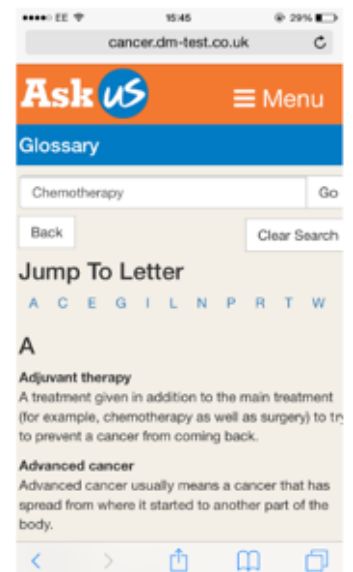 EE 15:45 29%
cancer.dm-test.co.uk
Ask us Menu
Glossary
Chemotherapy Go
Back Clear Search
Jump To Letter
A C E G I L N P R T W
A
Adjuvant therapy
A treatment given in addition to the main treatment
(for example, chemotherapy as well as surgery) to try
to prevent a cancer from coming back.
Advanced cancer
Advanced cancer usually means a cancer that has
spread from where it started to another part of the
body.